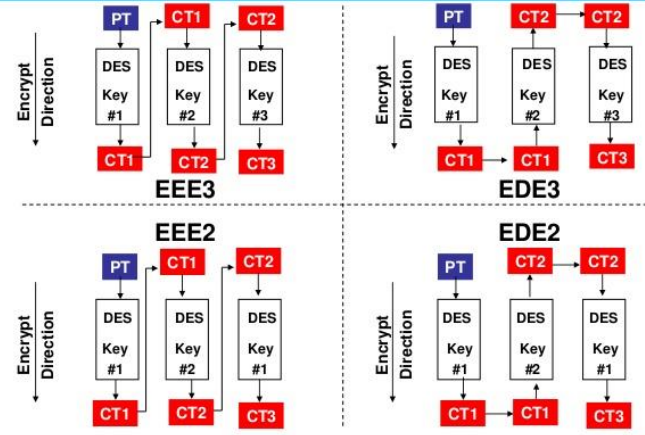 PT
CT1
CT2
Encrypt
Direction
DES
Key
#1
DES
Key
#2
DES
Key
#3
CT1
CT2
CT3
EEE3
PT
CT2
CT2
Encrypt
Direction
DES
Key
#1
DES
Key
#2
DES
Key
#3
CT1
CT1
CT3
EDE3
EEE2
PT
CT1
CT2
Encrypt
Direction
DES
Key
#1
DES
Key
#2
DES
Key
#1
CT1
CT2
CT3
EDE2
PT
CT2
CT2
Encrypt
Direction
DES
Key
#1
DES
Key
#2
DES
Key
#1
CT1
CT1
CT3